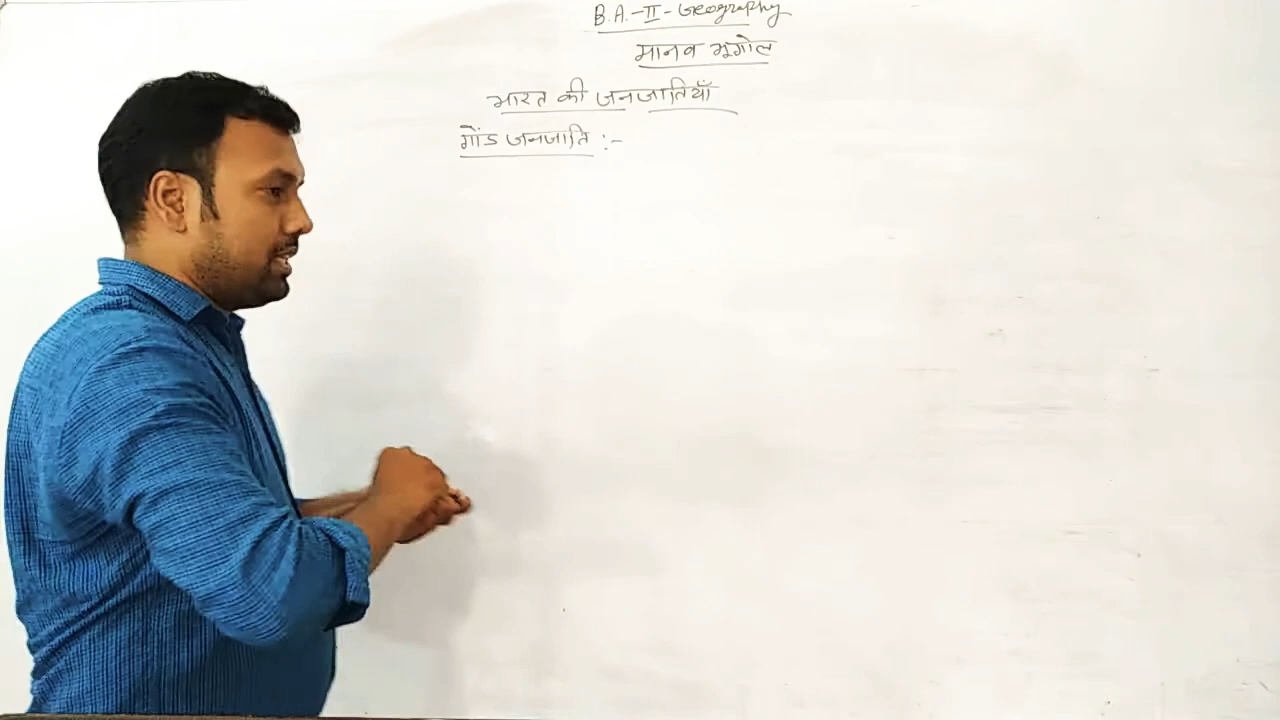 B.A.-II-Geography
मानव भूगोल
भारत की जनजातियाँ
गोंड जनजाति :-